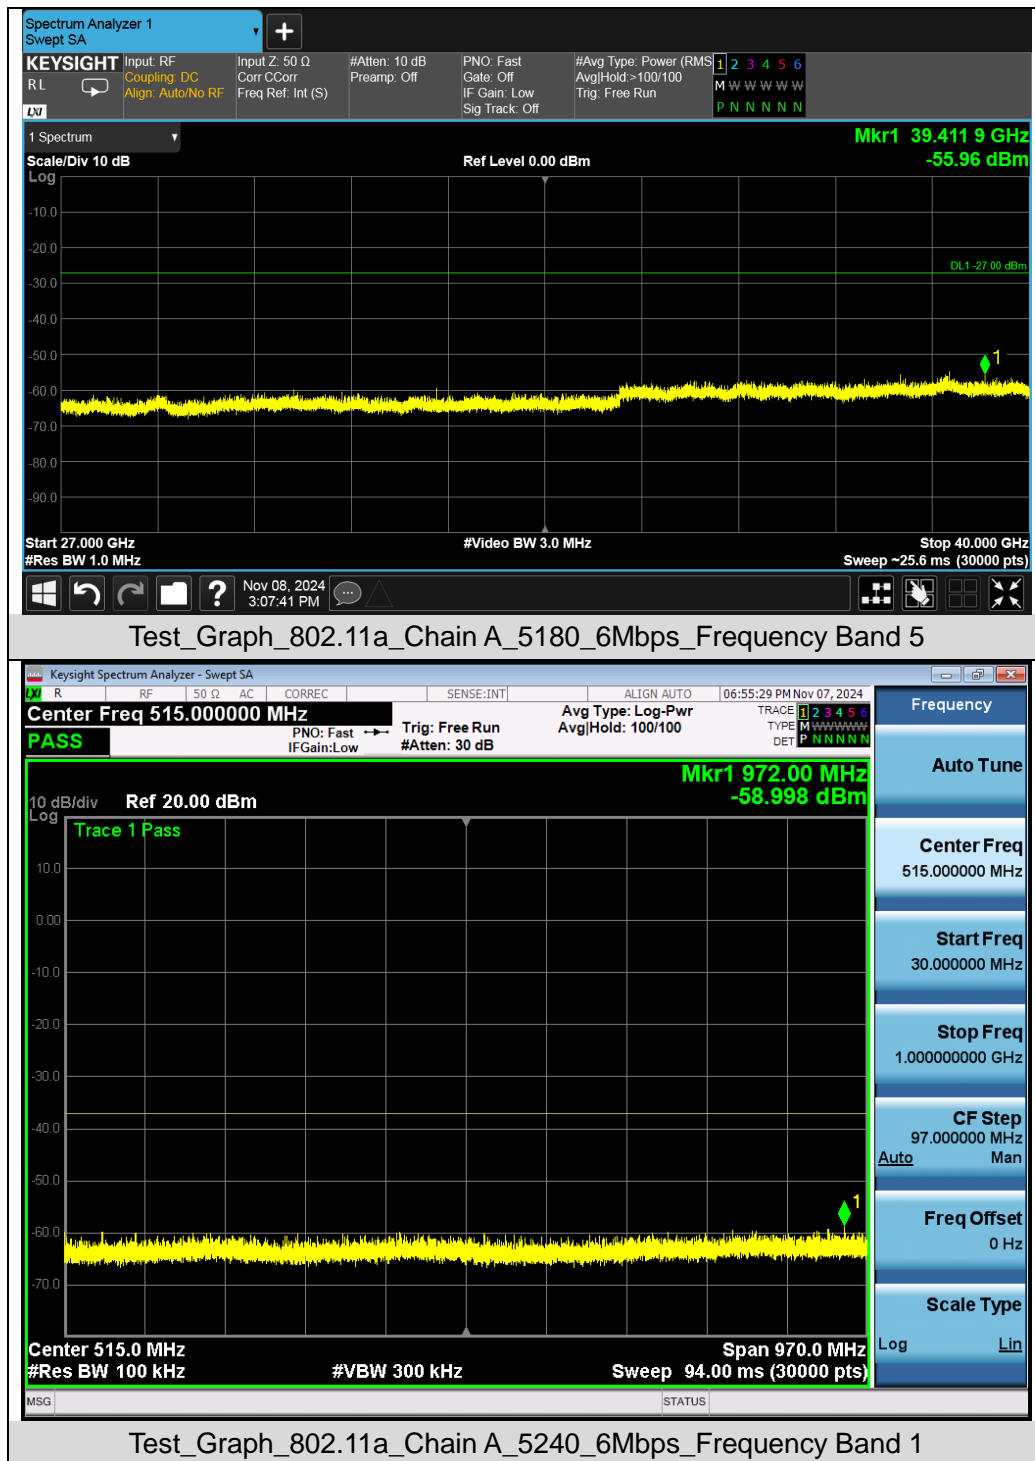 Spectrum Analyzer 1
Swept SA
KEYSIGHT
R L
LXI
Input: RF
Coupling: DC
Align: Auto/No RF
Input Z: 50 Ω
Corr CCorr
Freq Ref: Int (S)
#Atten: 10 dB
Preamp: Off
PNO: Fast
Gate: Off
IF Gain: Low
Sig Track: Off
#Avg Type: Power (RMS
Avg|Hold:>100/100
Trig: Free Run
1 2 3 4 5 6
M W W W W W
P N N N N N
1 Spectrum
Scale/Div 10 dB
Ref Level 0.00 dBm
Mkr1 39.411 9 GHz
-55.96 dBm
Log
-10.0
-20.0
DL1 -27.00 dBm
-30.0
-40.0
-50.0
1
-60.0
-70.0
-80.0
-90.0
Start 27.000 GHz
#Video BW 3.0 MHz
Stop 40.000 GHz
#Res BW 1.0 MHz
Sweep ~25.6 ms (30000 pts)
Nov 08, 2024
3:07:41 PM
Test_Graph_802.11a_Chain A_5180_6Mbps_Frequency Band 5
Keysight Spectrum Analyzer - Swept SA
LXI R RF 50 Ω AC CORREC SENSE:INT ALIGN AUTO 06:55:29 PM Nov 07, 2024
Center Freq 515.000000 MHz
PASS
PNO: Fast
IFGain:Low
Trig: Free Run
#Atten: 30 dB
Avg Type: Log-Pwr
Avg|Hold: 100/100
TRACE 1 2 3 4 5 6
TYPE M W W W W W
DET P N N N N N
Mkr1 972.00 MHz
-58.998 dBm
10 dB/div Ref 20.00 dBm
Log
Trace 1 Pass
10.0
0.00
-10.0
-20.0
-30.0
-40.0
-50.0
1
-60.0
-70.0
Center 515.0 MHz
Span 970.0 MHz
#Res BW 100 kHz
#VBW 300 kHz
Sweep 94.00 ms (30000 pts)
MSG
STATUS
Frequency
Auto Tune
Center Freq
515.000000 MHz
Start Freq
30.000000 MHz
Stop Freq
1.000000000 GHz
CF Step
97.000000 MHz
Auto Man
Freq Offset
0 Hz
Scale Type
Log Lin
Test_Graph_802.11a_Chain A_5240_6Mbps_Frequency Band 1